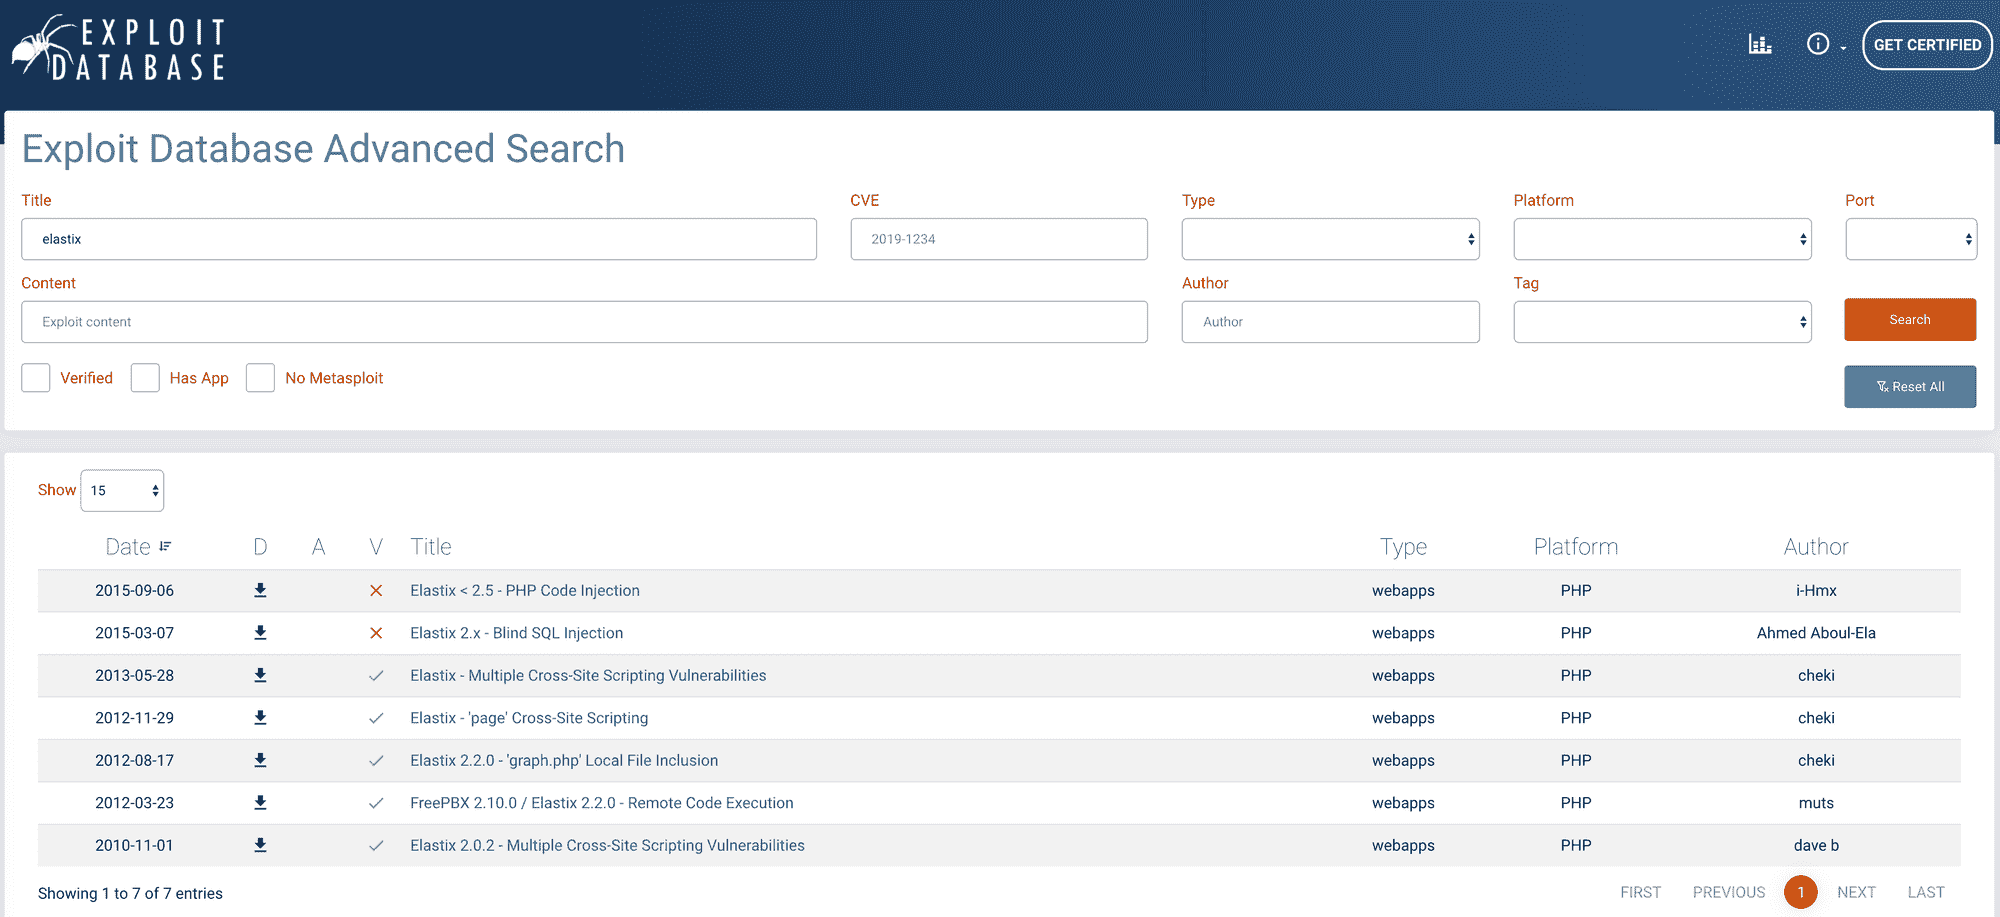 EXPLOIT
DATABASE
GET CERTIFIED
Exploit Database Advanced Search
Title
CVE
Type
Platform
Port
elastix
2019-1234
Content
Author
Tag
Exploit content
Author
Search
Verified
Has App
No Metasploit
Reset All
Show 15
Date D A V Title Type Platform Author
2015-09-06 Elastix < 2.5 - PHP Code Injection webapps PHP i-Hmx
2015-03-07 Elastix 2.x - Blind SQL Injection webapps PHP Ahmed Aboul-Ela
2013-05-28 Elastix - Multiple Cross-Site Scripting Vulnerabilities webapps PHP cheki
2012-11-29 Elastix - 'page' Cross-Site Scripting webapps PHP cheki
2012-08-17 Elastix 2.2.0 - 'graph.php' Local File Inclusion webapps PHP cheki
2012-03-23 FreePBX 2.10.0 / Elastix 2.2.0 - Remote Code Execution webapps PHP muts
2010-11-01 Elastix 2.0.2 - Multiple Cross-Site Scripting Vulnerabilities webapps PHP dave b
Showing 1 to 7 of 7 entries
FIRST PREVIOUS 1 NEXT LAST